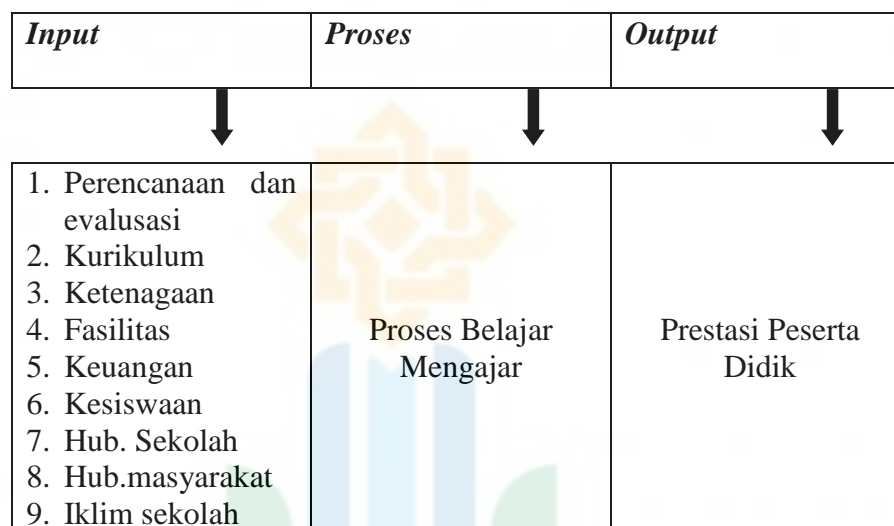 Input Proses Output
1. Perencanaan dan
evalusasi
2. Kurikulum
3. Ketenagaan
4. Fasilitas
5. Keuangan
6. Kesiswaan
7. Hub. Sekolah
8. Hub.masyarakat
9. Iklim sekolah
Proses Belajar
Mengajar
Prestasi Peserta
Didik